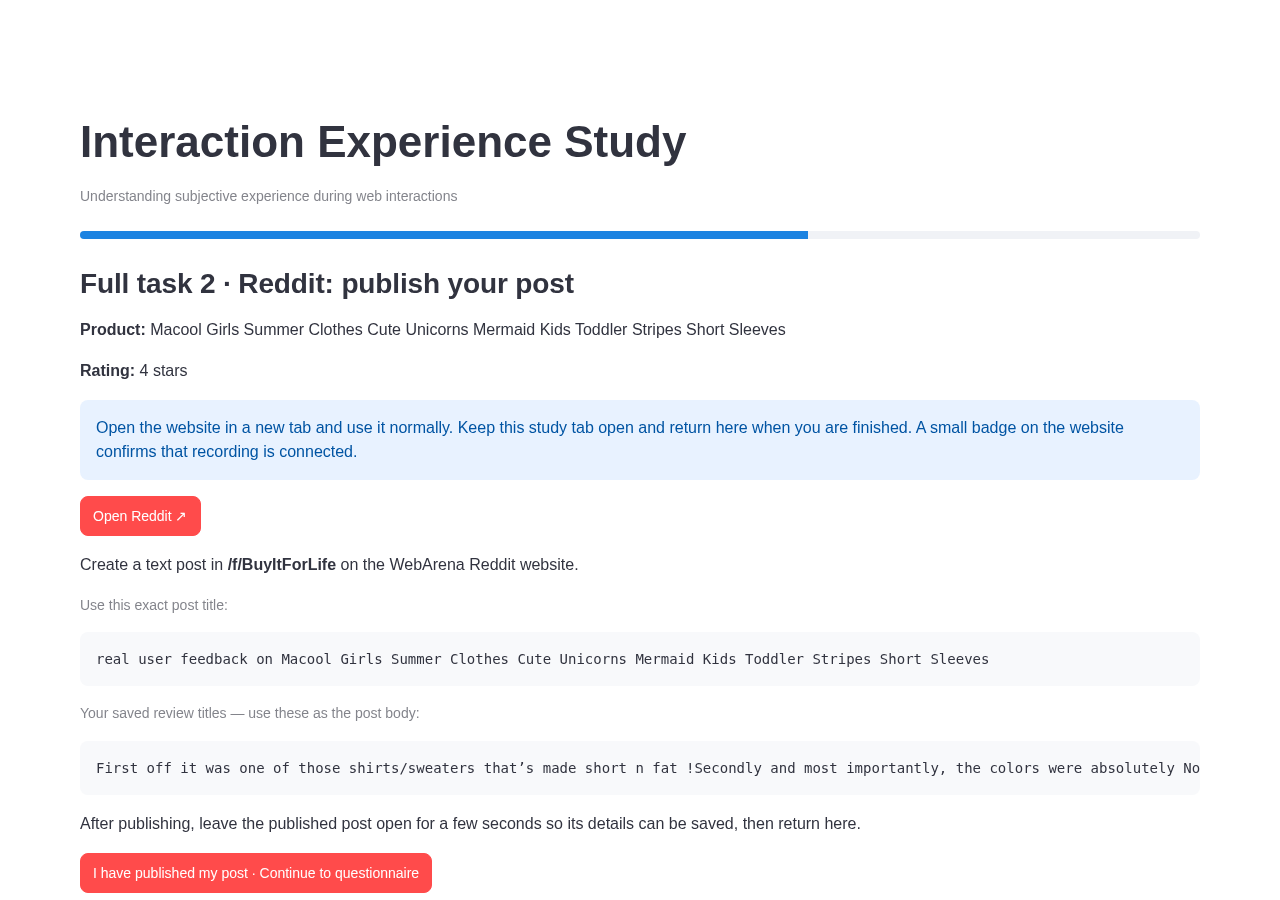 Interaction Experience Study
Understanding subjective experience during web interactions
Full task 2 · Reddit: publish your post
Product: Macool Girls Summer Clothes Cute Unicorns Mermaid Kids Toddler Stripes Short Sleeves
Rating: 4 stars
Open the website in a new tab and use it normally. Keep this study tab open and return here when you are finished. A small badge on the website
confirms that recording is connected.
Open Reddit ↗
Create a text post in /f/BuyItForLife on the WebArena Reddit website.
Use this exact post title:
real user feedback on Macool Girls Summer Clothes Cute Unicorns Mermaid Kids Toddler Stripes Short Sleeves
Your saved review titles — use these as the post body:
First off it was one of those shirts/sweaters that’s made short n fat !Secondly and most importantly, the colors were absolutely No
After publishing, leave the published post open for a few seconds so its details can be saved, then return here.
I have published my post · Continue to questionnaire